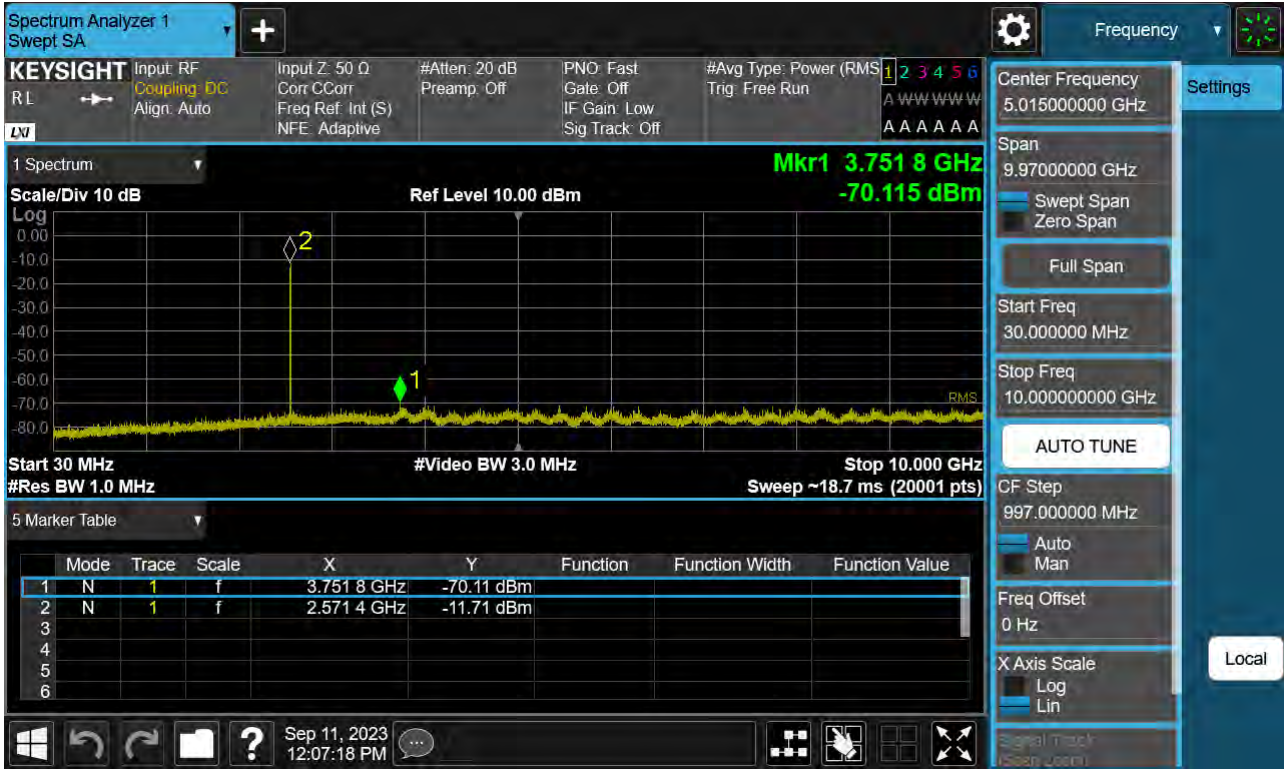 Spectrum Analyzer 1
Swept SA
+
Frequency
KEYSIGHT
R L
LXI
Input: RF
Coupling: DC
Align: Auto
Input Z: 50 Ω
Corr CCorr
Freq Ref: Int (S)
NFE: Adaptive
#Atten: 20 dB
Preamp: Off
PNO: Fast
Gate: Off
IF Gain: Low
Sig Track: Off
#Avg Type: Power (RMS
Trig: Free Run
1 2 3 4 5 6
A W W W W W
A A A A A A
1 Spectrum
Mkr1 3.751 8 GHz
-70.115 dBm
Scale/Div 10 dB
Ref Level 10.00 dBm
Log
0.00
-10.0
-20.0
-30.0
-40.0
-50.0
-60.0
-70.0
-80.0
2
1
RMS
Start 30 MHz
#Video BW 3.0 MHz
Stop 10.000 GHz
#Res BW 1.0 MHz
Sweep ~18.7 ms (20001 pts)
5 Marker Table
Mode Trace Scale X Y Function Function Width Function Value
1 N 1 f 3.751 8 GHz -70.11 dBm
2 N 1 f 2.571 4 GHz -11.71 dBm
3
4
5
6
Sep 11, 2023
12:07:18 PM
?
Center Frequency
5.015000000 GHz
Span
9.97000000 GHz
Swept Span
Zero Span
Full Span
Start Freq
30.000000 MHz
Stop Freq
10.000000000 GHz
AUTO TUNE
CF Step
997.000000 MHz
Auto
Man
Freq Offset
0 Hz
X Axis Scale
Log
Lin
Signal Track
(Span Zoom)
Settings
Local